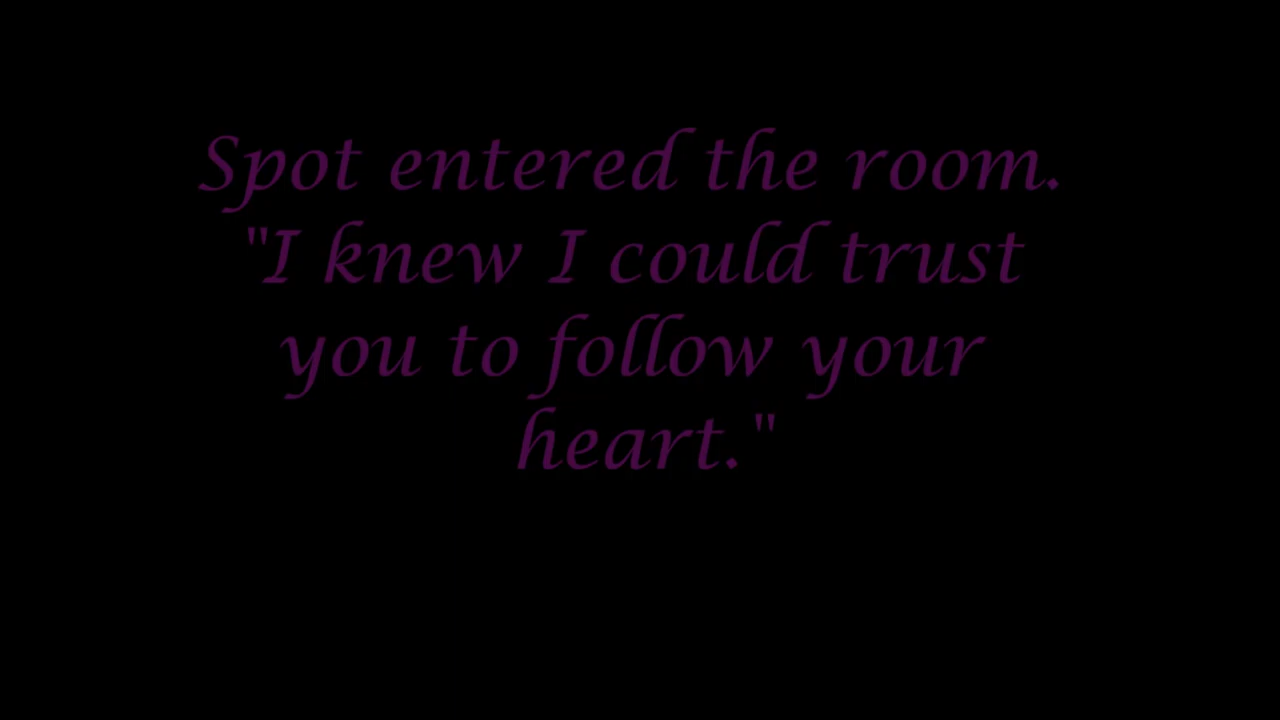 Spot entered the room.
"I knew I could trust
you to follow your
heart."